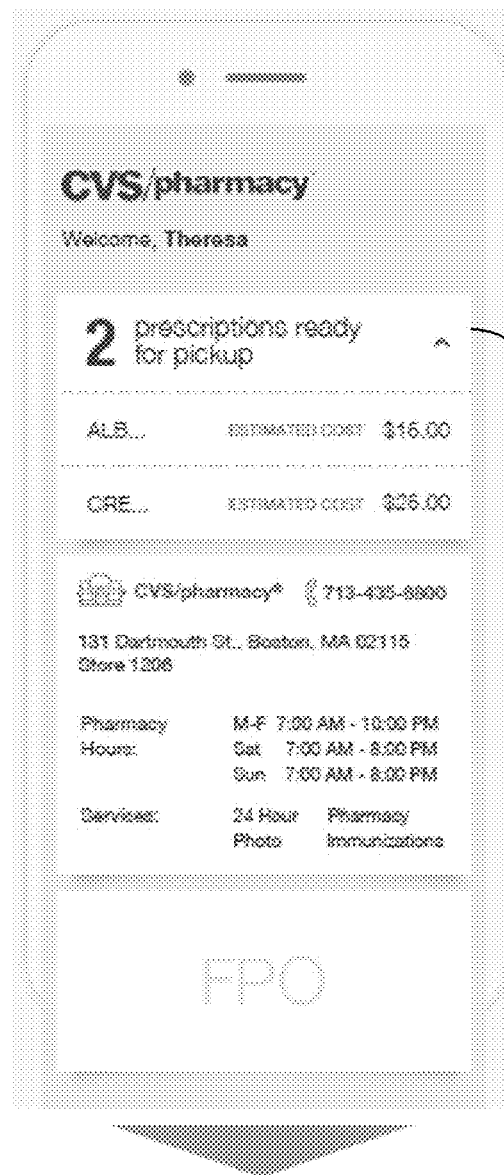 CVS/pharmacy
Welcome, Theresa
2 prescriptions ready
for pickup
ALB... ESTIMATED COST $15.00
CRE... ESTIMATED COST $25.00
CVS/pharmacy® 713-435-8800
131 Dartmouth St., Boston, MA 02115
Store 1206
Pharmacy M-F 7:00 AM - 10:00 PM
Hours: Sat 7:00 AM - 8:00 PM
Sun 7:00 AM - 8:00 PM
Services: 24 Hour Pharmacy
Photo Immunizations
FPO